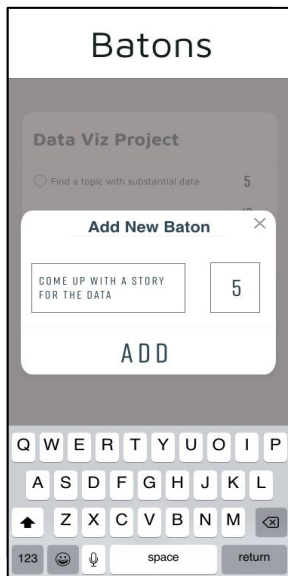 Batons
Data Viz Project
Find a topic with substantial data 5
Add New Baton
COME UP WITH A STORY
FOR THE DATA
5
ADD
Q W E R T Y U O I P
A S D F G H J K L
Z X C V B N M
123 space return